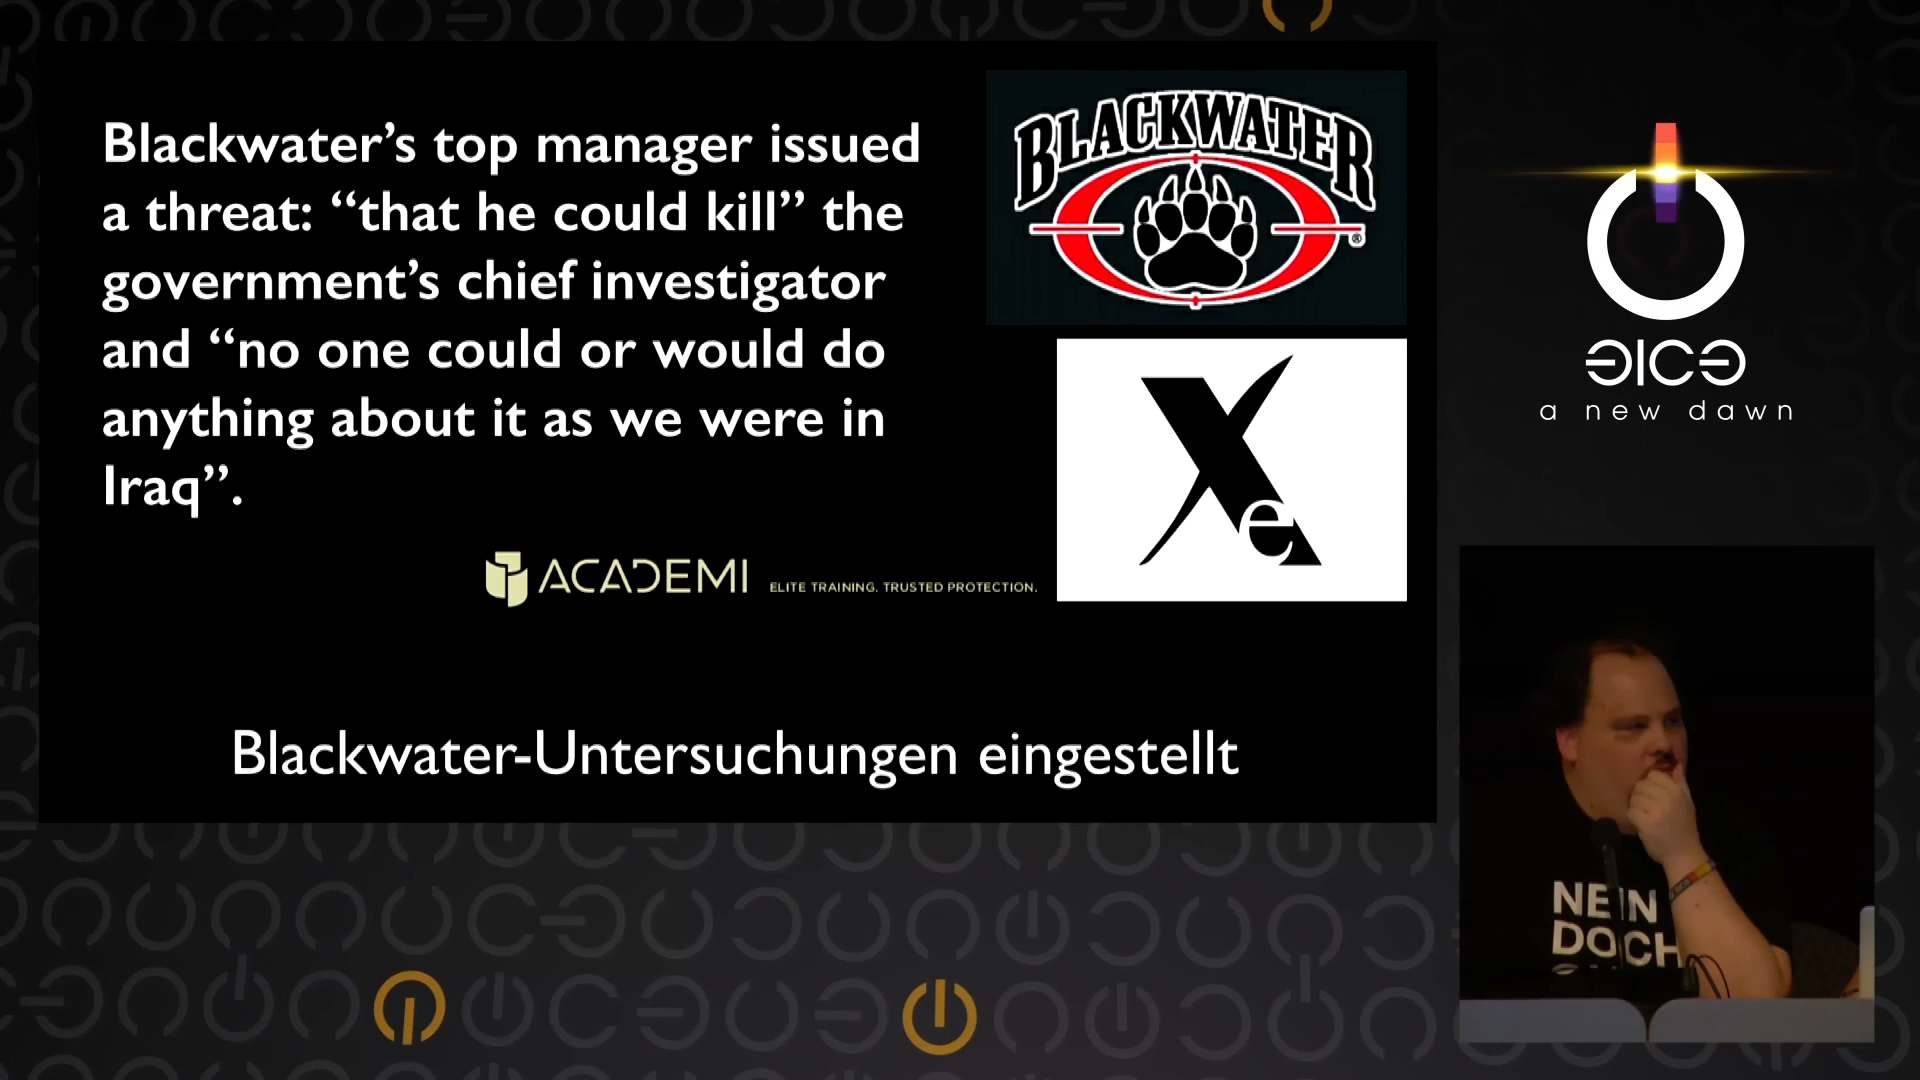 Blackwater’s top manager issued
a threat: “that he could kill” the
government’s chief investigator
and “no one could or would do
anything about it as we were in
Iraq”.
BLACKWATER
®
Xe
ACADEMI ELITE TRAINING. TRUSTED PROTECTION.
Blackwater-Untersuchungen eingestellt
a new dawn
NEIN
DOCH